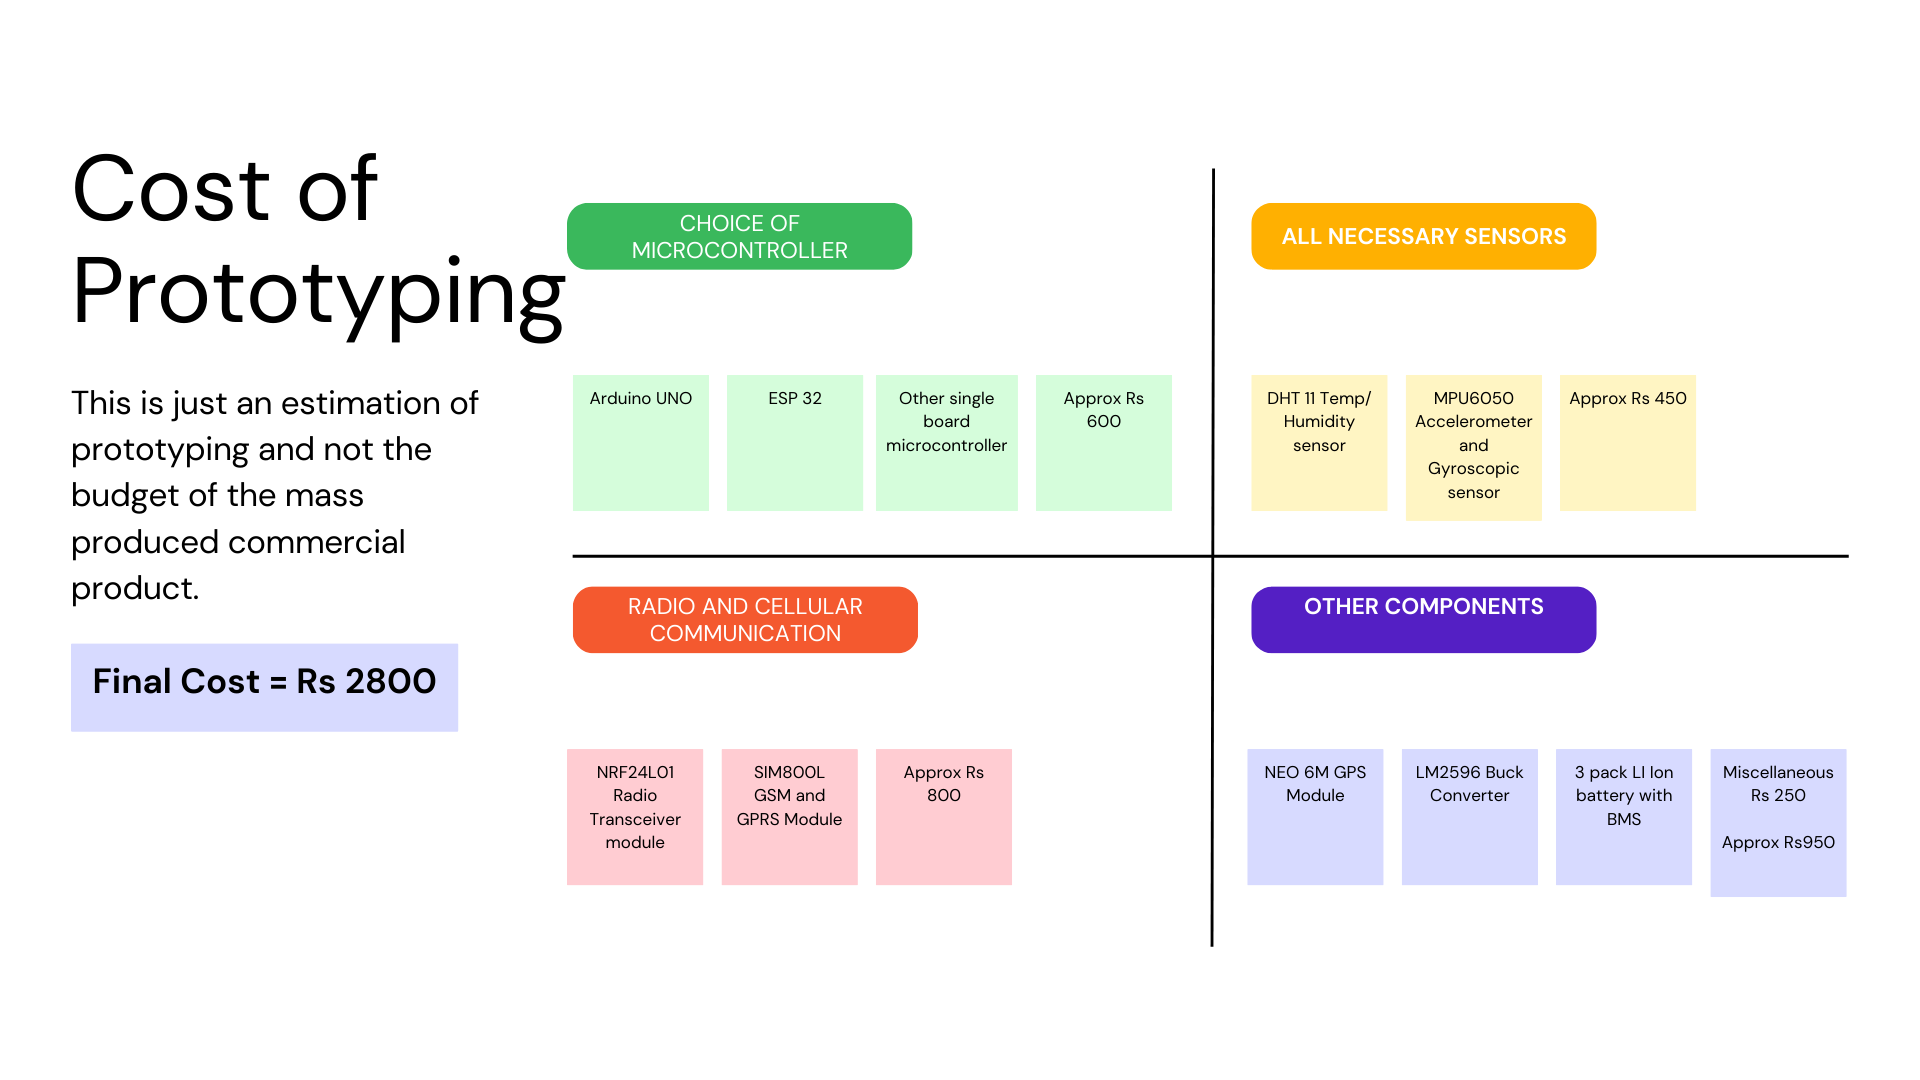 Cost of
Prototyping
This is just an estimation of
prototyping and not the
budget of the mass
produced commercial
product.
Final Cost = Rs 2800
CHOICE OF
MICROCONTROLLER
Arduino UNO
ESP 32
Other single
board
microcontroller
Approx Rs
600
ALL NECESSARY SENSORS
DHT 11 Temp/
Humidity
sensor
MPU6050
Accelerometer
and
Gyroscopic
sensor
Approx Rs 450
RADIO AND CELLULAR
COMMUNICATION
NRF24L01
Radio
Transceiver
module
SIM800L
GSM and
GPRS Module
Approx Rs
800
OTHER COMPONENTS
NEO 6M GPS
Module
LM2596 Buck
Converter
3 pack LI Ion
battery with
BMS
Miscellaneous
Rs 250
Approx Rs950